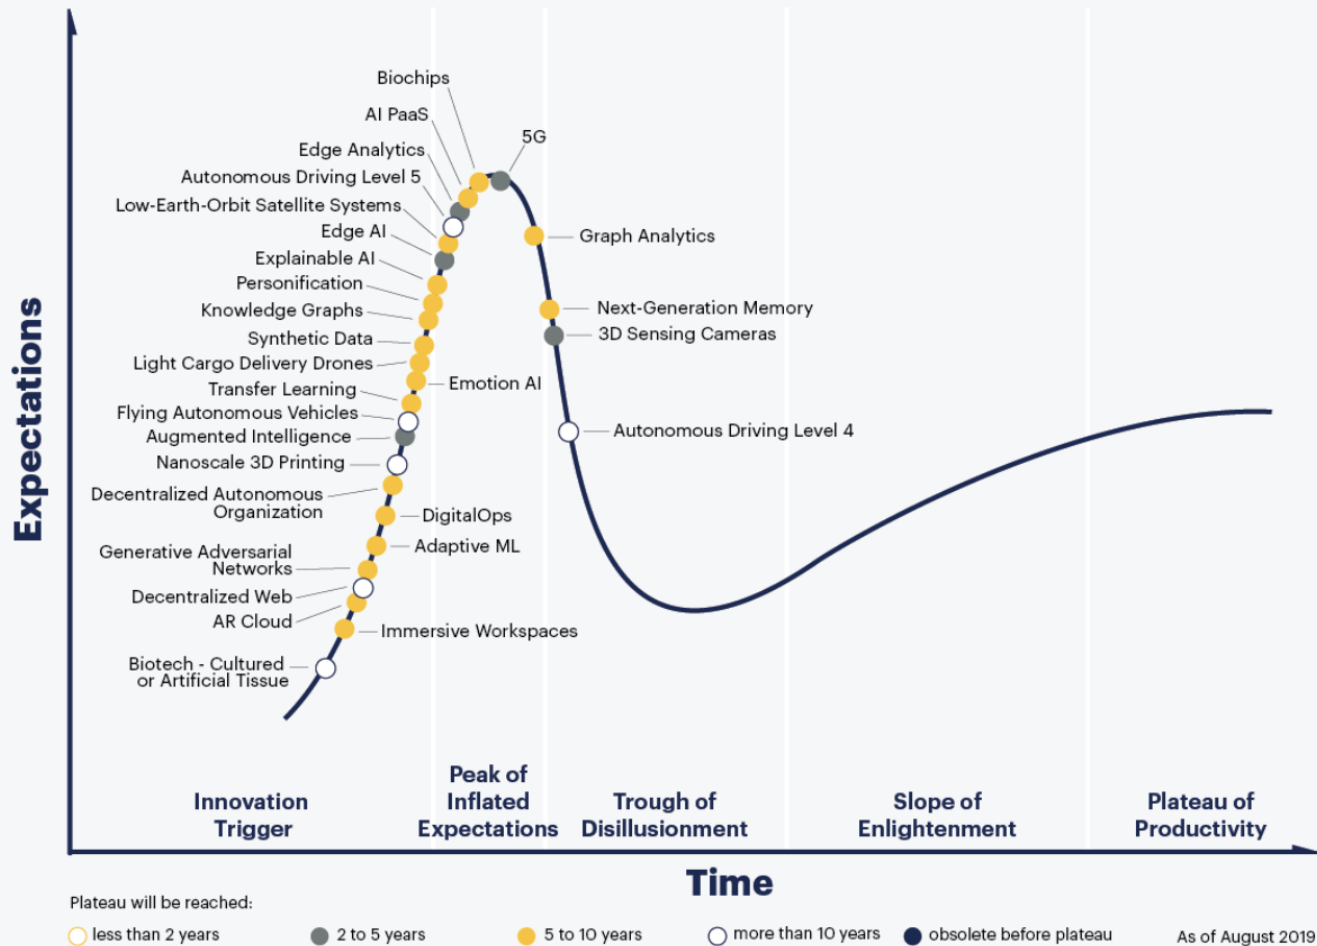 Biochips
AI PaaS
5G
Edge Analytics
Autonomous Driving Level 5
Low-Earth-Orbit Satellite Systems
Edge AI
Graph Analytics
Explainable AI
Personification
Knowledge Graphs
Next-Generation Memory
Synthetic Data
3D Sensing Cameras
Light Cargo Delivery Drones
Emotion AI
Transfer Learning
Flying Autonomous Vehicles
Autonomous Driving Level 4
Augmented Intelligence
Nanoscale 3D Printing
Decentralized Autonomous
Organization
DigitalOps
Adaptive ML
Generative Adversarial
Networks
Decentralized Web
AR Cloud
Immersive Workspaces
Biotech - Cultured
or Artificial Tissue
Expectations
Innovation
Trigger
Peak of
Inflated
Expectations
Trough of
Disillusionment
Slope of
Enlightenment
Plateau of
Productivity
Time
Plateau will be reached:
less than 2 years
2 to 5 years
5 to 10 years
more than 10 years
obsolete before plateau
As of August 2019